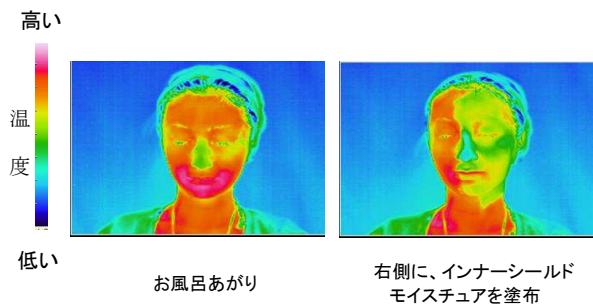 高い
温
度
低い
お風呂あがり
右側に、インナーシールド
モイスチュアを塗布